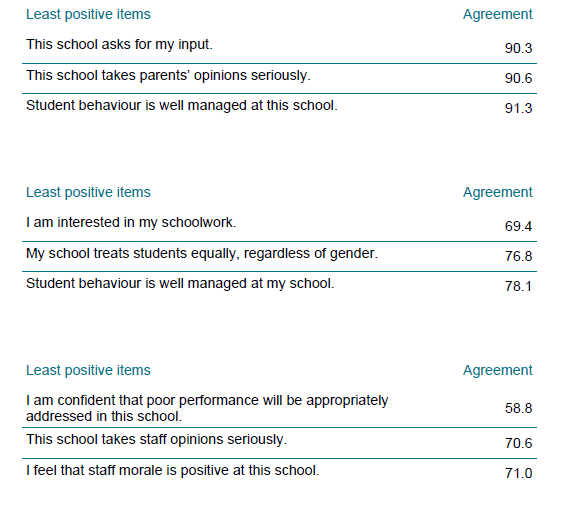 Least positive items Agreement
This school asks for my input. 90.3
This school takes parents' opinions seriously. 90.6
Student behaviour is well managed at this school. 91.3
Least positive items Agreement
I am interested in my schoolwork. 69.4
My school treats students equally, regardless of gender. 76.8
Student behaviour is well managed at my school. 78.1
Least positive items Agreement
I am confident that poor performance will be appropriately
addressed in this school. 58.8
This school takes staff opinions seriously. 70.6
I feel that staff morale is positive at this school. 71.0